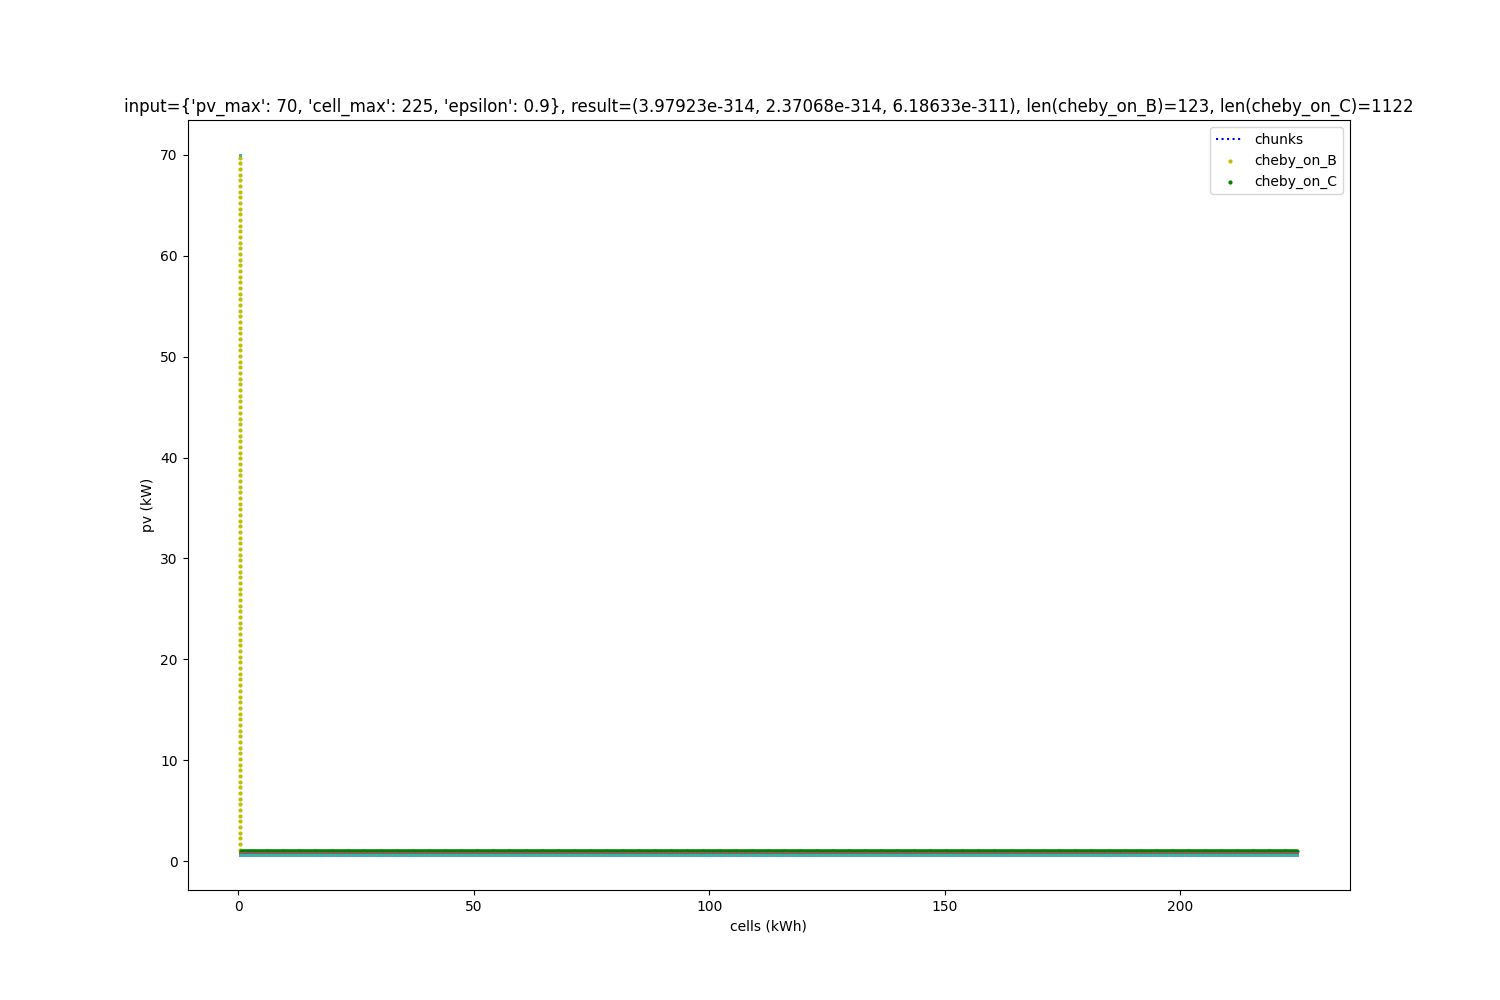 input={'pv_max': 70, 'cell_max': 225, 'epsilon': 0.9}, result=(3.97923e-314, 2.37068e-314, 6.18633e-311), len(cheby_on_B)=123, len(cheby_on_C)=1122
chunks
cheby_on_B
cheby_on_C
70
60
50
40
30
20
10
0
pv (kW)
0
50
100
150
200
cells (kWh)